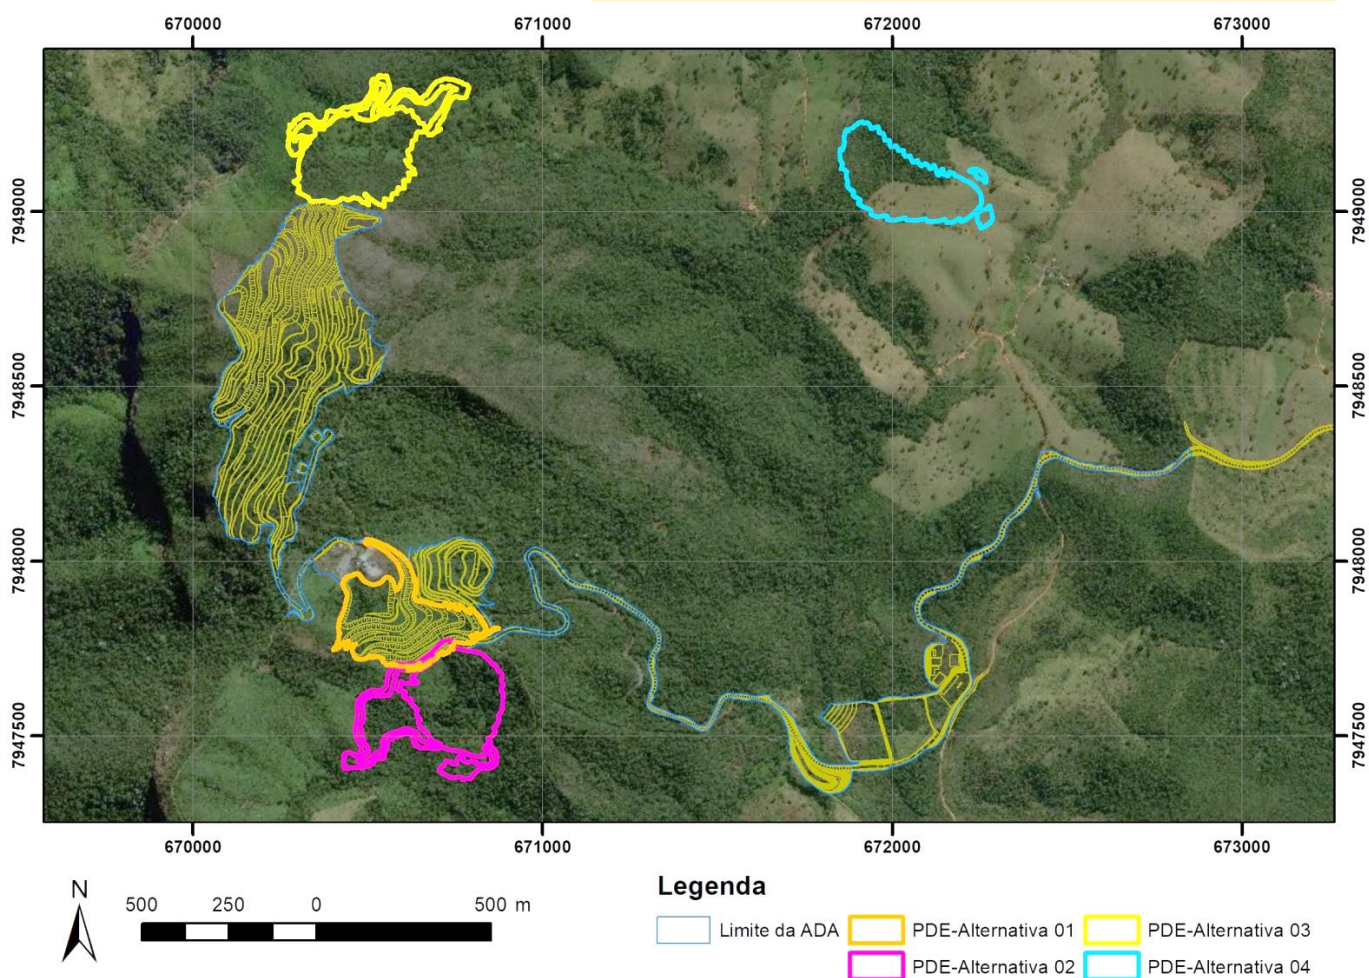 670000 671000 672000 673000
7949000 7949000
7948500 7948500
7948000 7948000
7947500 7947500
670000 671000 672000 673000
N
500 250 0 500 m
Legenda
Limite da ADA PDE-Alternativa 01 PDE-Alternativa 03
PDE-Alternativa 02 PDE-Alternativa 04